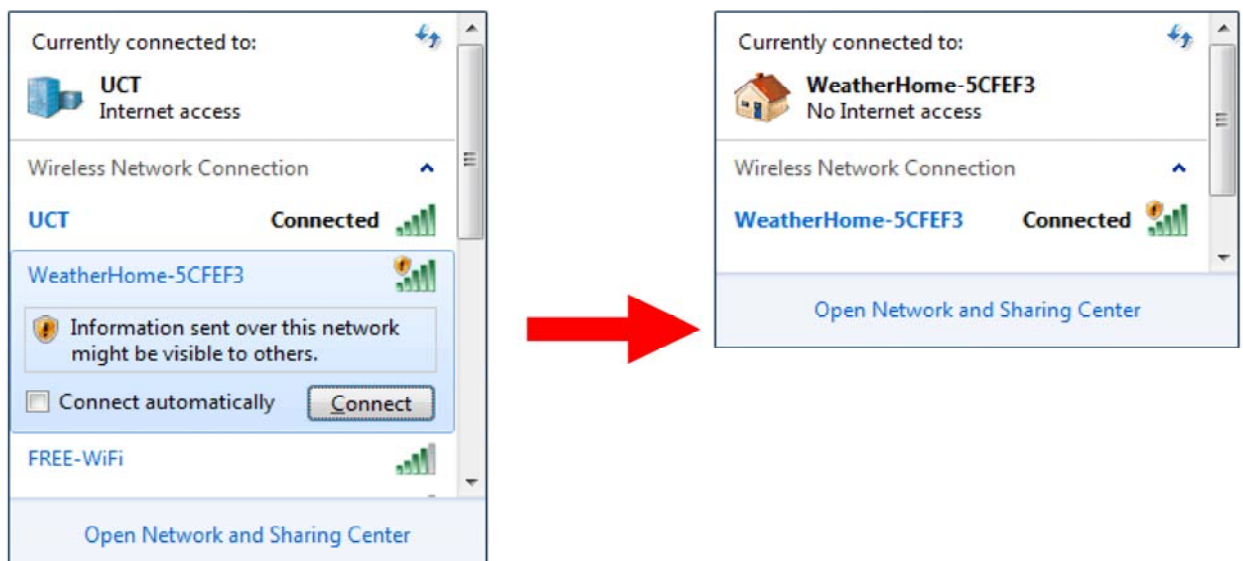 Currently connected to:
UCT
Internet access
Wireless Network Connection
UCT Connected
WeatherHome-5CFEF3
Information sent over this network
might be visible to others.
Connect automatically Connect
FREE-WiFi
Open Network and Sharing Center
Currently connected to:
WeatherHome-5CFEF3
No Internet access
Wireless Network Connection
WeatherHome-5CFEF3 Connected
Open Network and Sharing Center